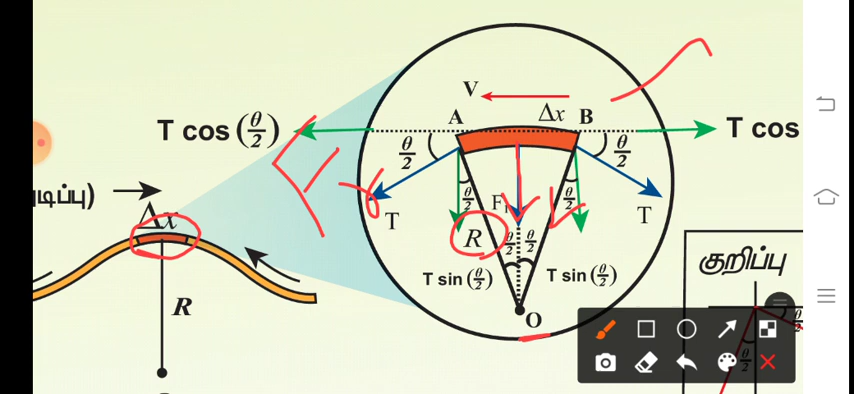 V
A Δx B
T cos (θ/2)
T cos
θ/2
θ/2
T
T
θ/2
θ/2
F
R
θ/2 θ/2
T sin (θ/2)
T sin (θ/2)
O
Δx
R
குறிப்பு
θ/2